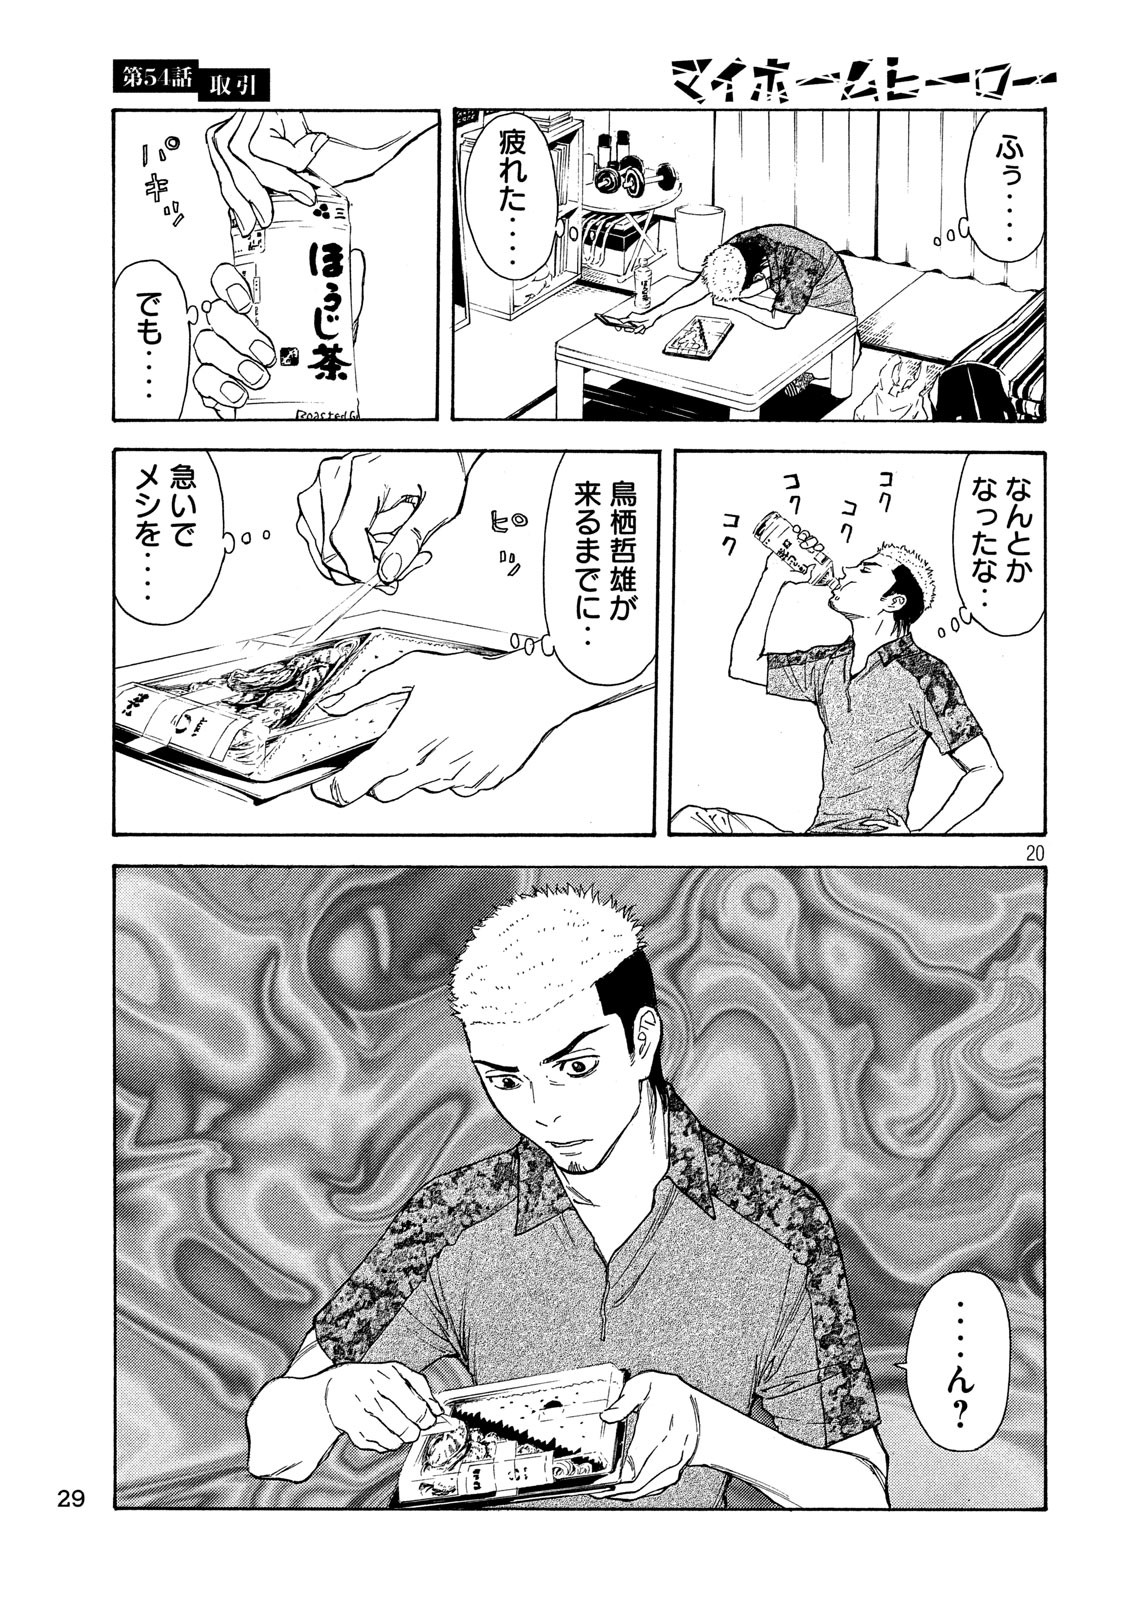 第54話
取引
マイホームヒーロー
ふぅ・・・・
疲れた・・・・
パキッ
三
ほうじ茶
Roasted G
でも・・・・
なんとか
なったな・・
コク
コク
コク
鳥栖哲雄が
来るまでに・・
ピッ
急いで
メシを・・・・
20
・・・・・ん?
29